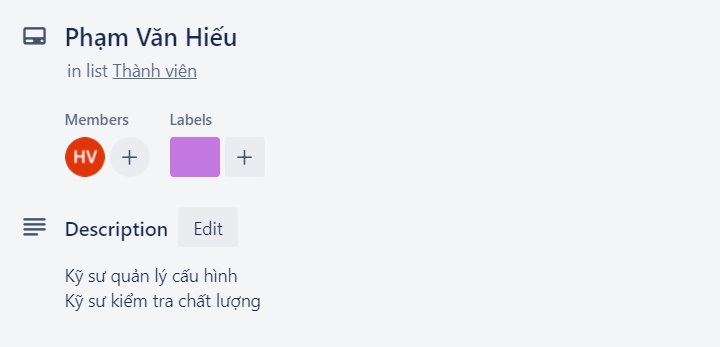 Phạm Văn Hiếu
in list Thành viên
Members Labels
HV + +
Description Edit
Kỹ sư quản lý cấu hình
Kỹ sư kiểm tra chất lượng